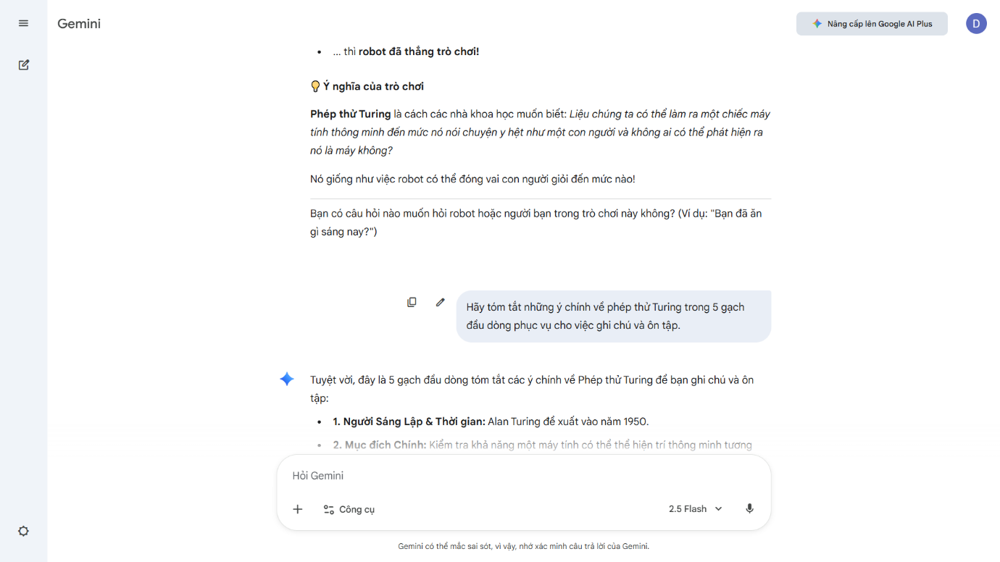 Gemini
Nâng cấp lên Google AI Plus
D
... thì robot đã thắng trò chơi!
Ý nghĩa của trò chơi
Phép thử Turing là cách các nhà khoa học muốn biết: Liệu chúng ta có thể làm ra một chiếc máy
tính thông minh đến mức nó nói chuyện y hệt như một con người và không ai có thể phát hiện ra
nó là máy không?
Nó giống như việc robot có thể đóng vai con người giỏi đến mức nào!
Bạn có câu hỏi nào muốn hỏi robot hoặc người bạn trong trò chơi này không? (Ví dụ: "Bạn đã ăn
gì sáng nay?")
Hãy tóm tắt những ý chính về phép thử Turing trong 5 gạch
đầu dòng phục vụ cho việc ghi chú và ôn tập.
Tuyệt vời, đây là 5 gạch đầu dòng tóm tắt các ý chính về Phép thử Turing để bạn ghi chú và ôn
tập:
1. Người Sáng Lập & Thời gian: Alan Turing đề xuất vào năm 1950.
2. Mục đích Chính: Kiểm tra khả năng một máy tính có thể thể hiện trí thông minh tương
Hỏi Gemini
Công cụ
2.5 Flash
Gemini có thể mắc sai sót, vì vậy, nhớ xác minh câu trả lời của Gemini.